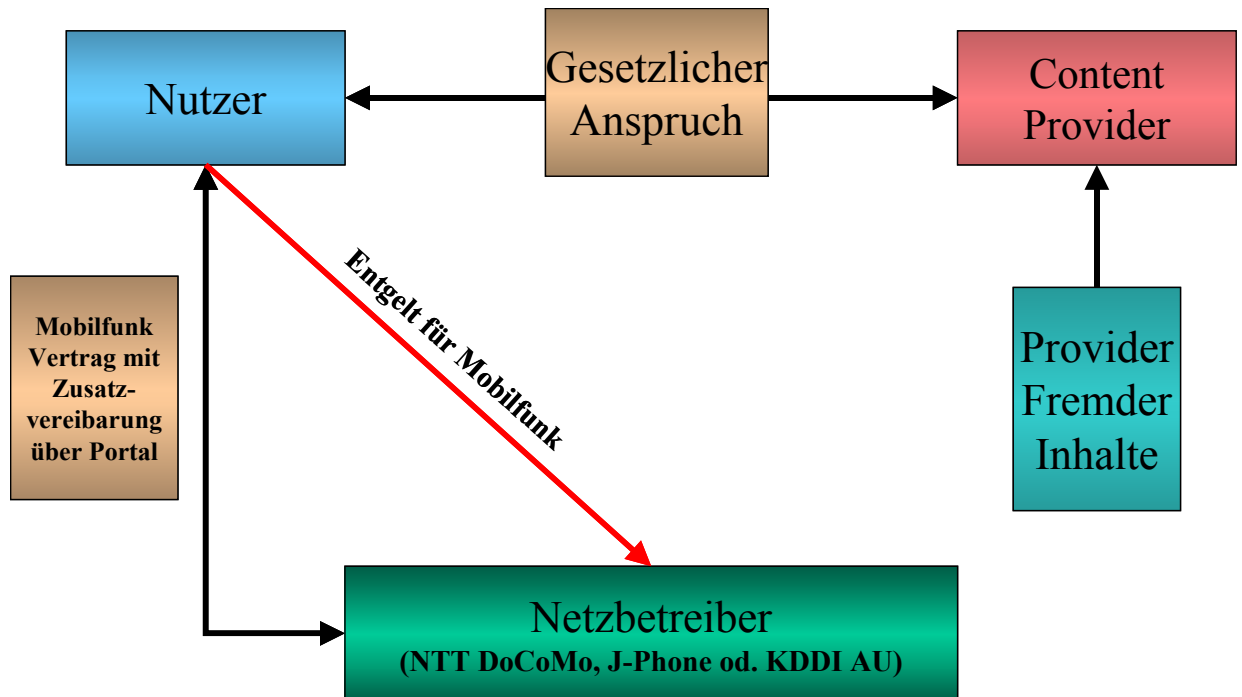 Nutzer
Gesetzlicher
Anspruch
Content
Provider
Entgelt für Mobilfunk
Mobilfunk
Vertrag mit
Zusatz-
vereibarung
über Portal
Provider
Fremder
Inhalte
Netzbetreiber
(NTT DoCoMo, J-Phone od. KDDI AU)